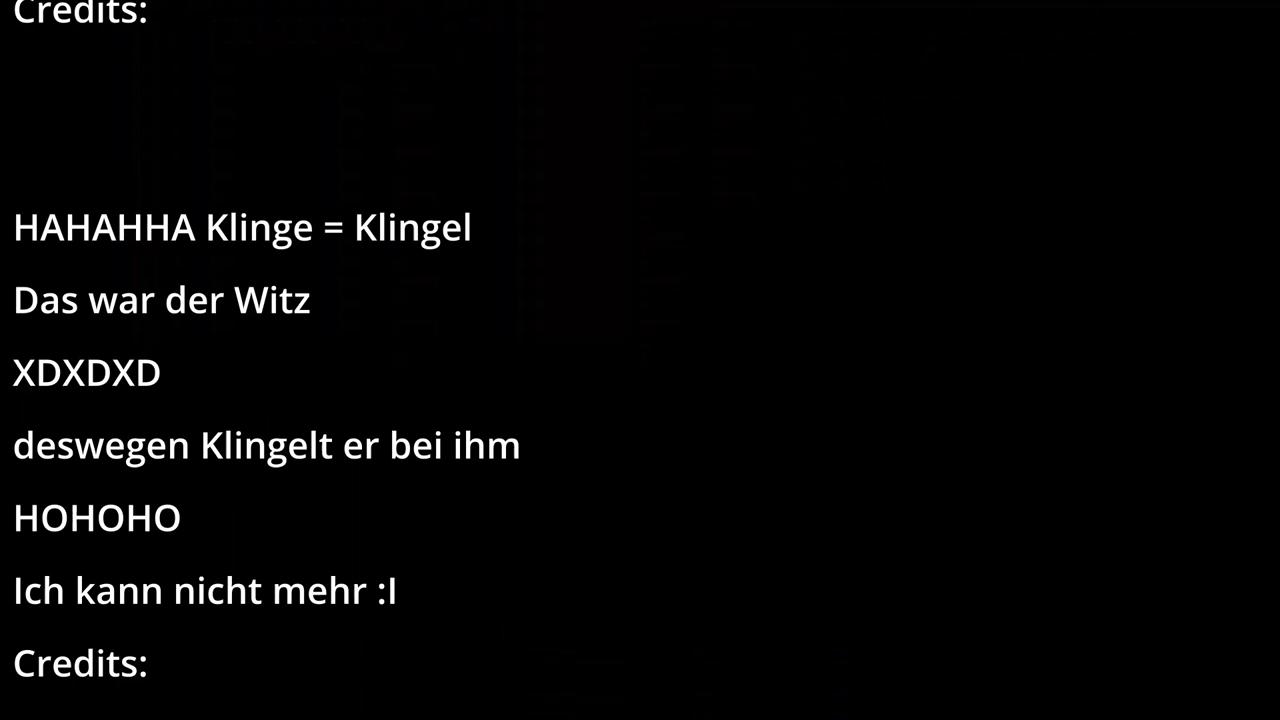 Credits:
HAHAHHA Klinge = Klingel
Das war der Witz
XDXDXD
deswegen Klingelt er bei ihm
HOHOHO
Ich kann nicht mehr :I
Credits: